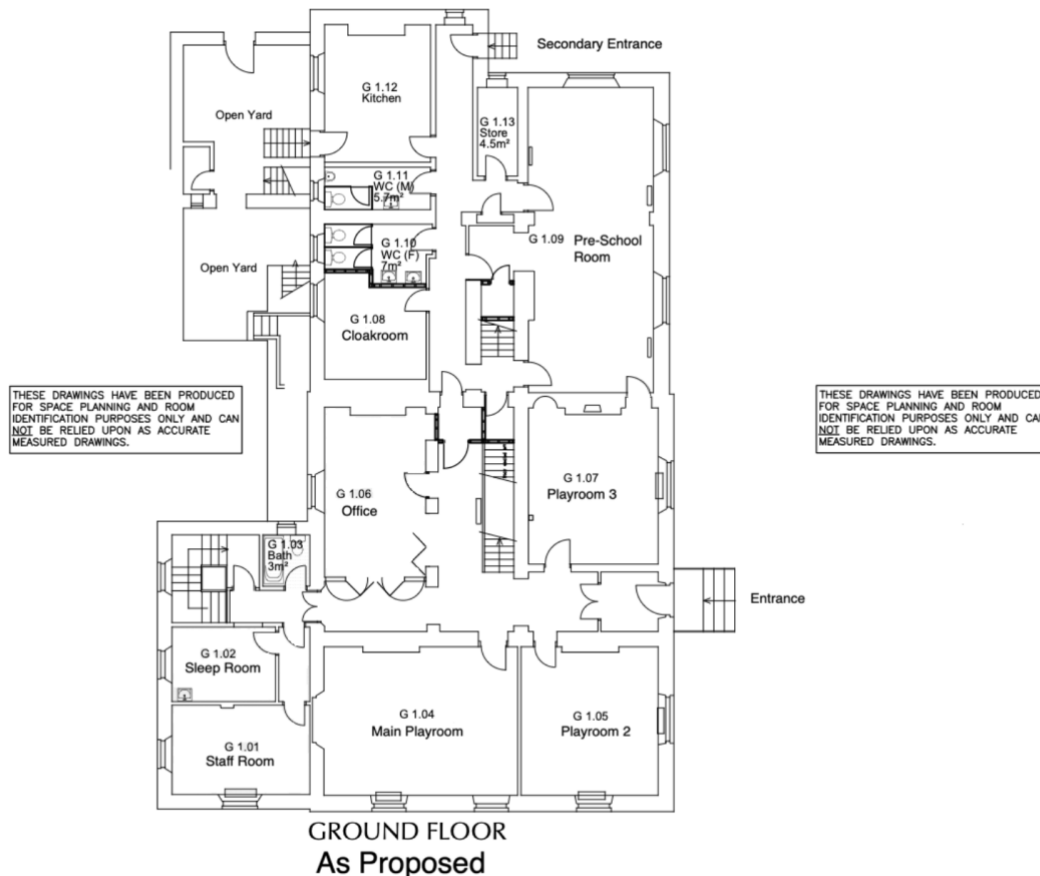 Secondary Entrance
G 1.12
Kitchen
Open Yard
G 1.13
Store
4.5m²
G 1.11
WC (M)
5.7m²
G 1.10
WC (F)
7m²
G 1.09 Pre-School
Room
Open Yard
G 1.08
Cloakroom
THESE DRAWINGS HAVE BEEN PRODUCED
FOR SPACE PLANNING AND ROOM
IDENTIFICATION PURPOSES ONLY AND CAN
NOT BE RELIED UPON AS ACCURATE
MEASURED DRAWINGS.
THESE DRAWINGS HAVE BEEN PRODUCED
FOR SPACE PLANNING AND ROOM
IDENTIFICATION PURPOSES ONLY AND CAN
NOT BE RELIED UPON AS ACCURATE
MEASURED DRAWINGS.
G 1.06
Office
G 1.07
Playroom 3
G 1.03
Bath
3m²
Entrance
G 1.02
Sleep Room
G 1.04
Main Playroom
G 1.05
Playroom 2
G 1.01
Staff Room
GROUND FLOOR
As Proposed